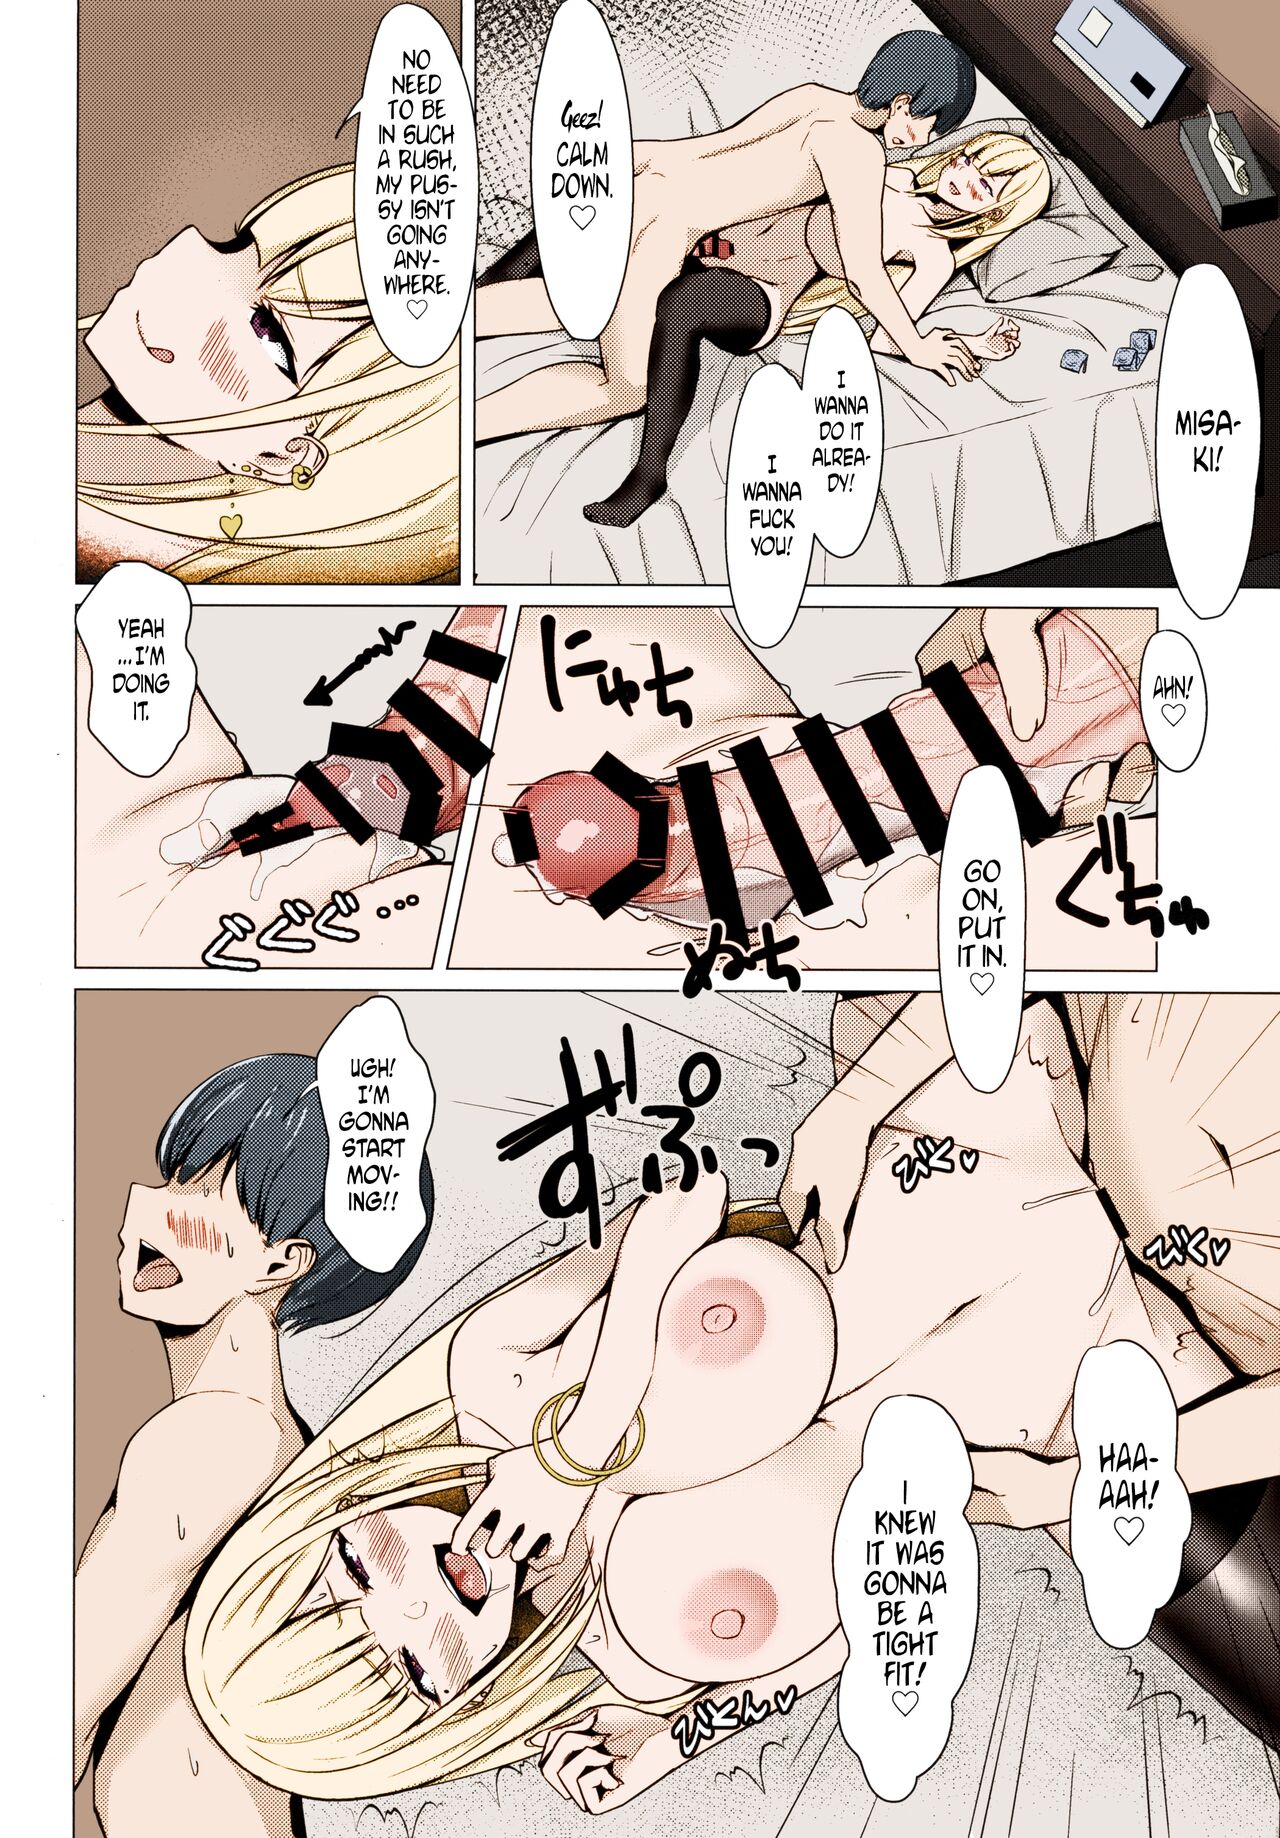 MISA-
KI!
I
WANNA
DO IT
ALREA-
DY!
I
WANNA
FUCK
YOU!
Geez!
CALM
DOWN.
♡
NO
NEED
TO BE
IN SUCH
A RUSH,
MY PUS-
SY ISN'T
GOING
ANY-
WHERE.
♡
AHN!
♡
にゅち
ぐちゅ
ぬち
GO
ON,
PUT
IT IN.
♡
YEAH
...I'M
DOING
IT.
ぐぐぐ...
HAA-
AAH!
♡
I
KNEW
IT WAS
GONNA
BE A
TIGHT
FIT!
♡
ずぷっ
びく♥
びく♥
びくん♥
UGH!
I'M
GONNA
START
MOV-
ING!!